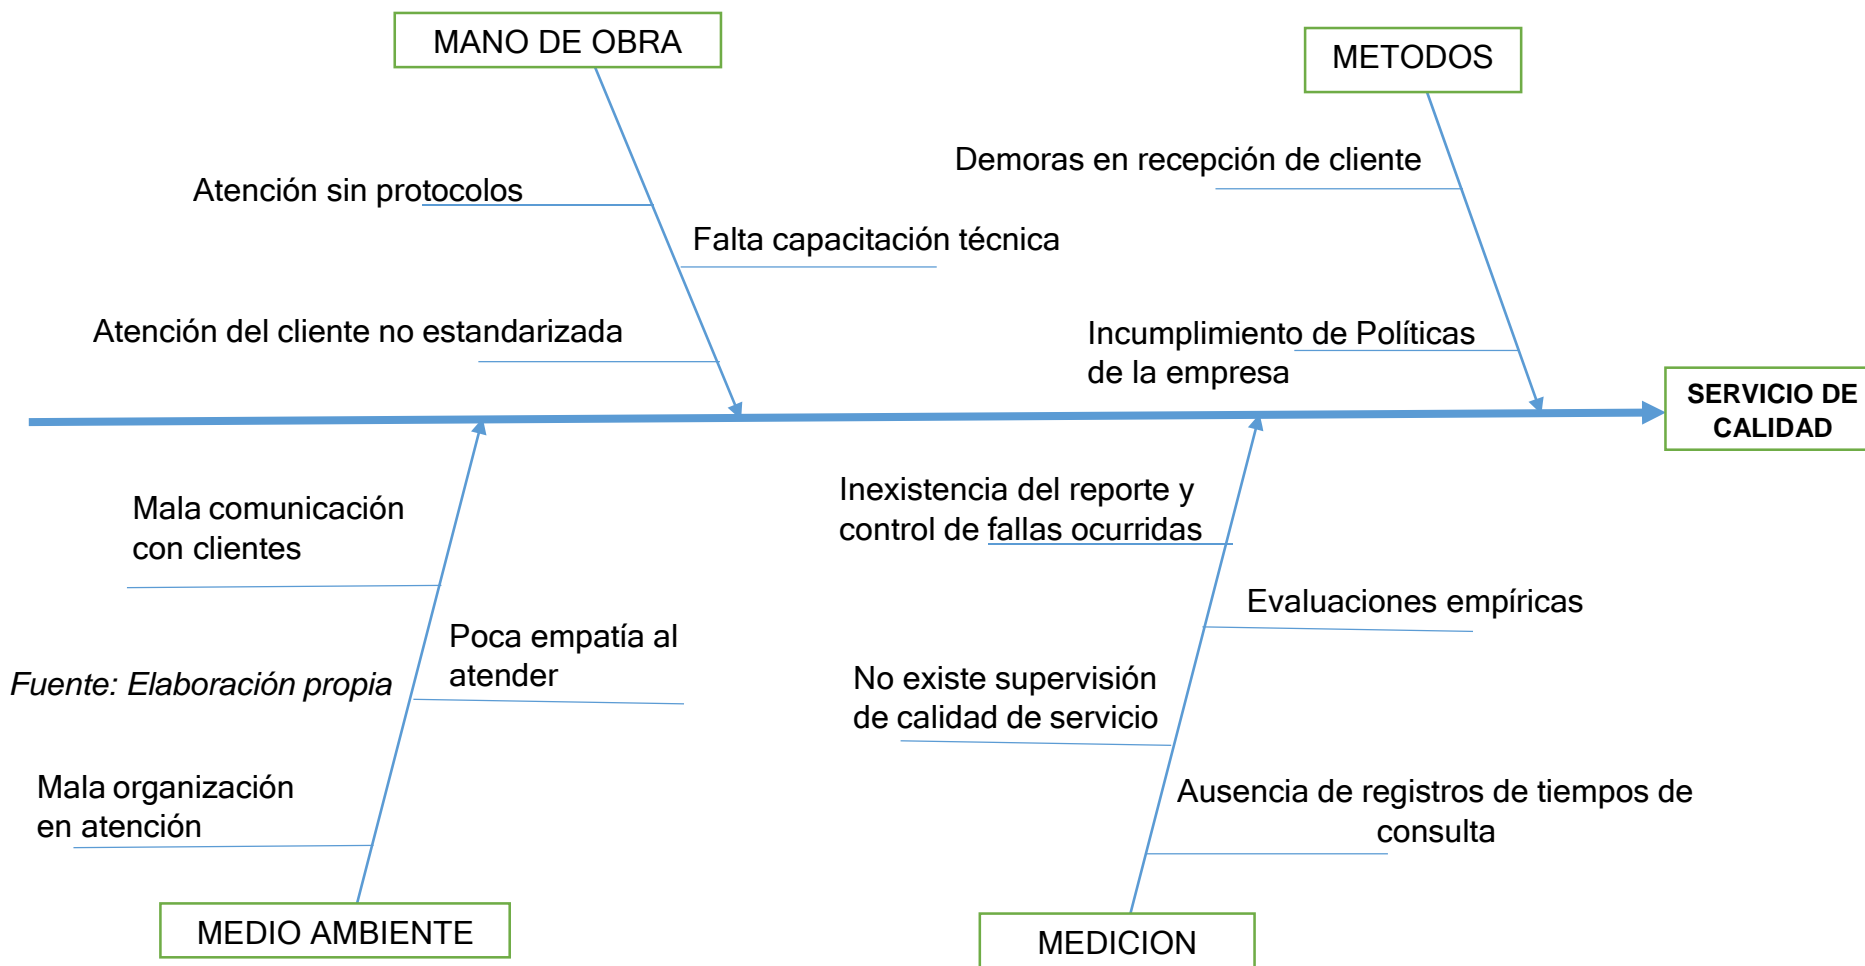 MANO DE OBRA
METODOS
Demoras en recepción de cliente
Atención sin protocolos
Falta capacitación técnica
Atención del cliente no estandarizada
Incumplimiento de Políticas
de la empresa
SERVICIO DE
CALIDAD
Inexistencia del reporte y
control de fallas ocurridas
Mala comunicación
con clientes
Evaluaciones empíricas
Poca empatía al
atender
Fuente: Elaboración propia
No existe supervisión
de calidad de servicio
Mala organización
en atención
Ausencia de registros de tiempos de
consulta
MEDIO AMBIENTE
MEDICION